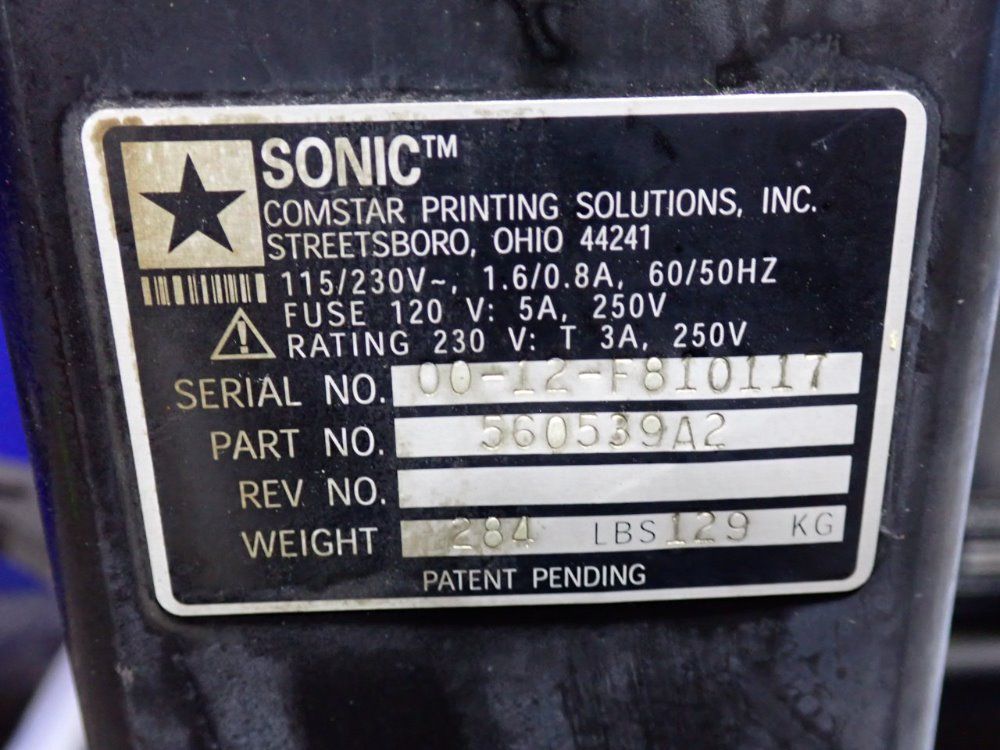 SONIC™
COMSTAR PRINTING SOLUTIONS, INC.
STREETSBORO, OHIO 44241
115/230V~, 1.6/0.8A, 60/50HZ
FUSE 120 V: 5A, 250V
RATING 230 V: T 3A, 250V
SERIAL NO. 00-12-F810117
PART NO. 560539A2
REV NO.
WEIGHT 284 LBS 129 KG
PATENT PENDING